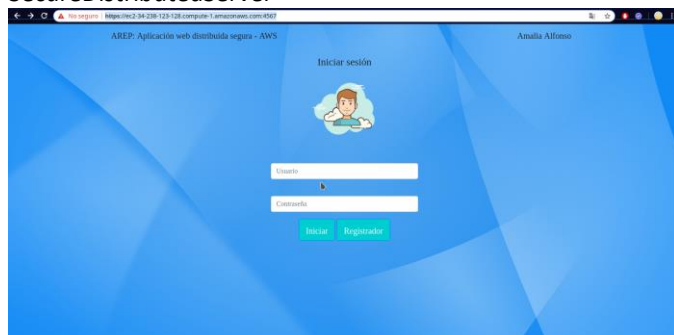 SecureDistributedServer
No seguro | https://ec2-34-238-123-128.compute-1.amazonaws.com:4567
AREP: Aplicación web distribuida segura - AWS
Amalia Alfonso
Iniciar sesión
Usuario
Contraseña
Iniciar Registrador